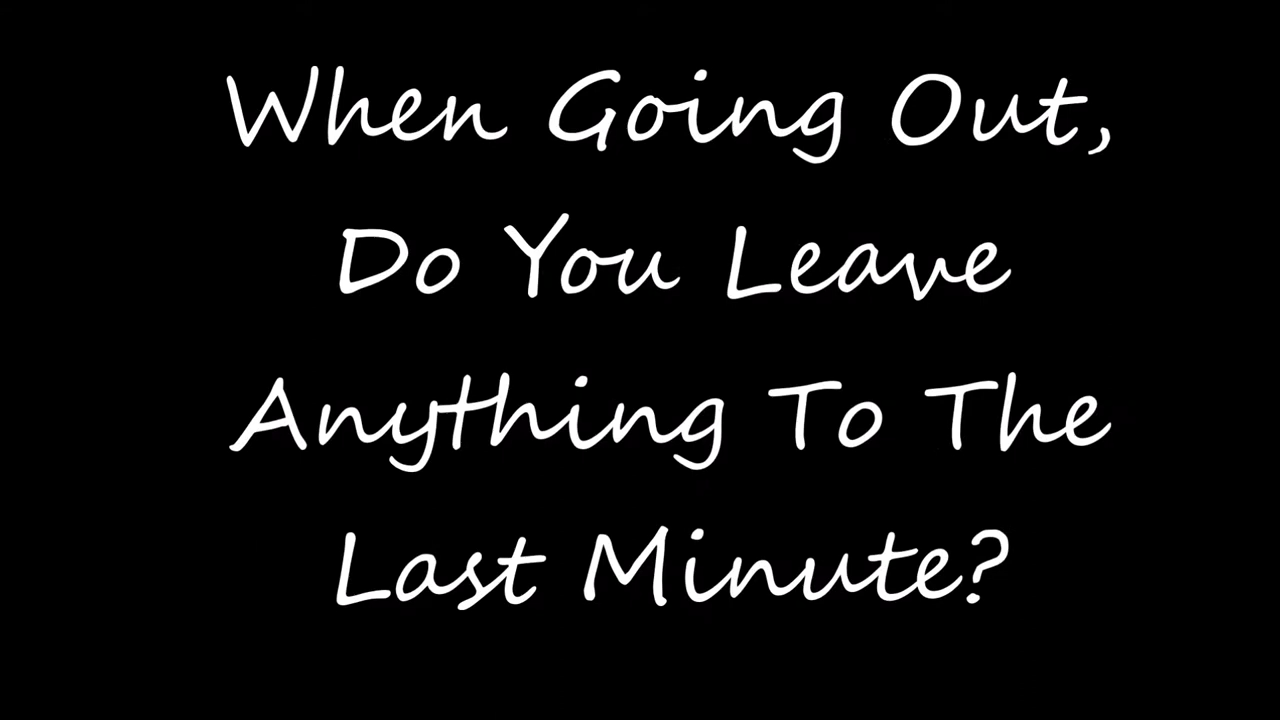 When Going Out,
Do You Leave
Anything To The
Last Minute?